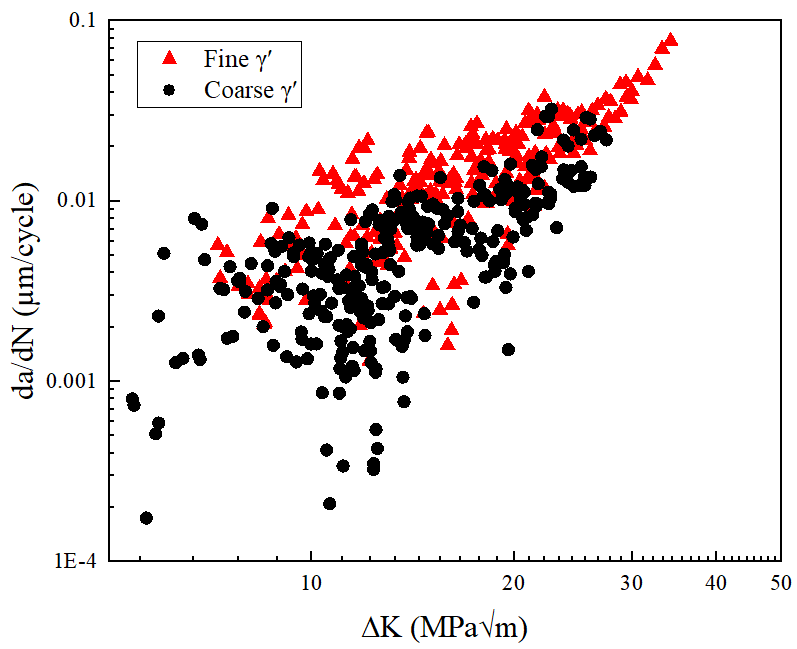 0.1
Fine γ′
Coarse γ′
0.01
da/dN (μm/cycle)
0.001
1E-4
10
20
30
40
50
ΔK (MPa√m)